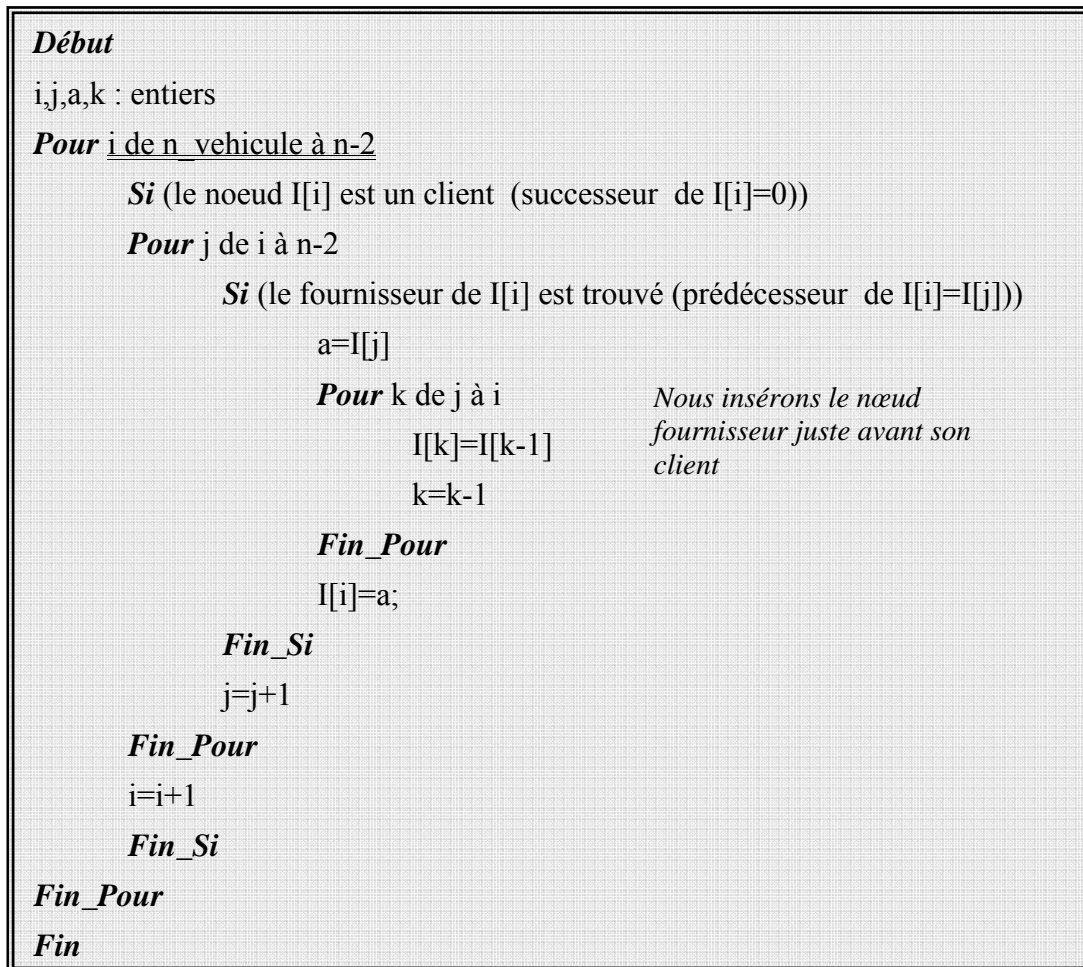 Début
i,j,a,k : entiers
Pour i de n_vehicule à n-2
Si (le noeud I[i] est un client (successeur de I[i]=0))
Pour j de i à n-2
Si (le fournisseur de I[i] est trouvé (prédécesseur de I[i]=I[j]))
a=I[j]
Pour k de j à i
I[k]=I[k-1]
k=k-1
Nous insérons le nœud
fournisseur juste avant son
client
Fin_Pour
I[i]=a;
Fin_Si
j=j+1
Fin_Pour
i=i+1
Fin_Si
Fin_Pour
Fin